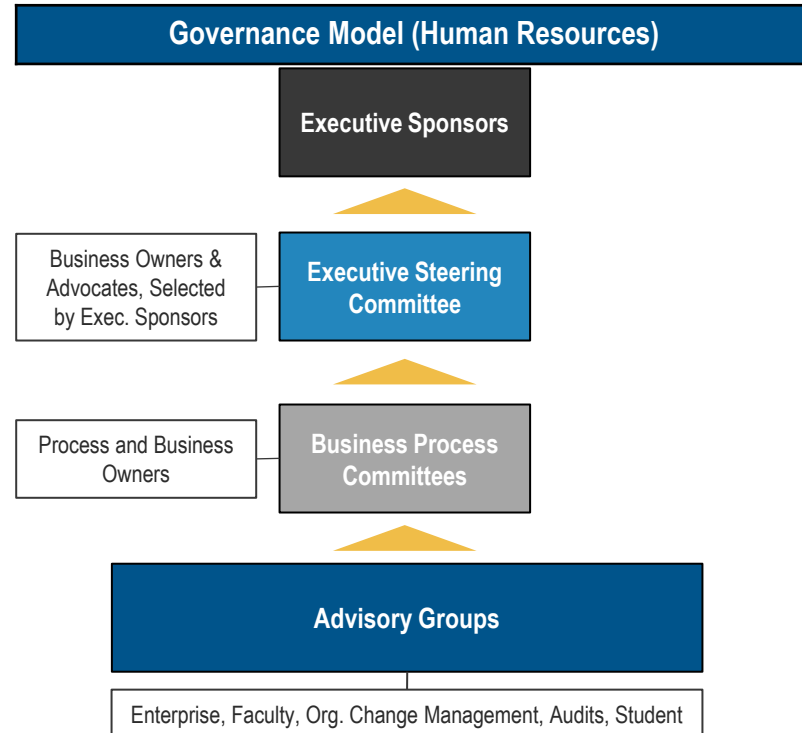 Governance Model (Human Resources)
Executive Sponsors
Business Owners &
Advocates, Selected
by Exec. Sponsors
Executive Steering
Committee
Process and Business
Owners
Business Process
Committees
Advisory Groups
Enterprise, Faculty, Org. Change Management, Audits, Student